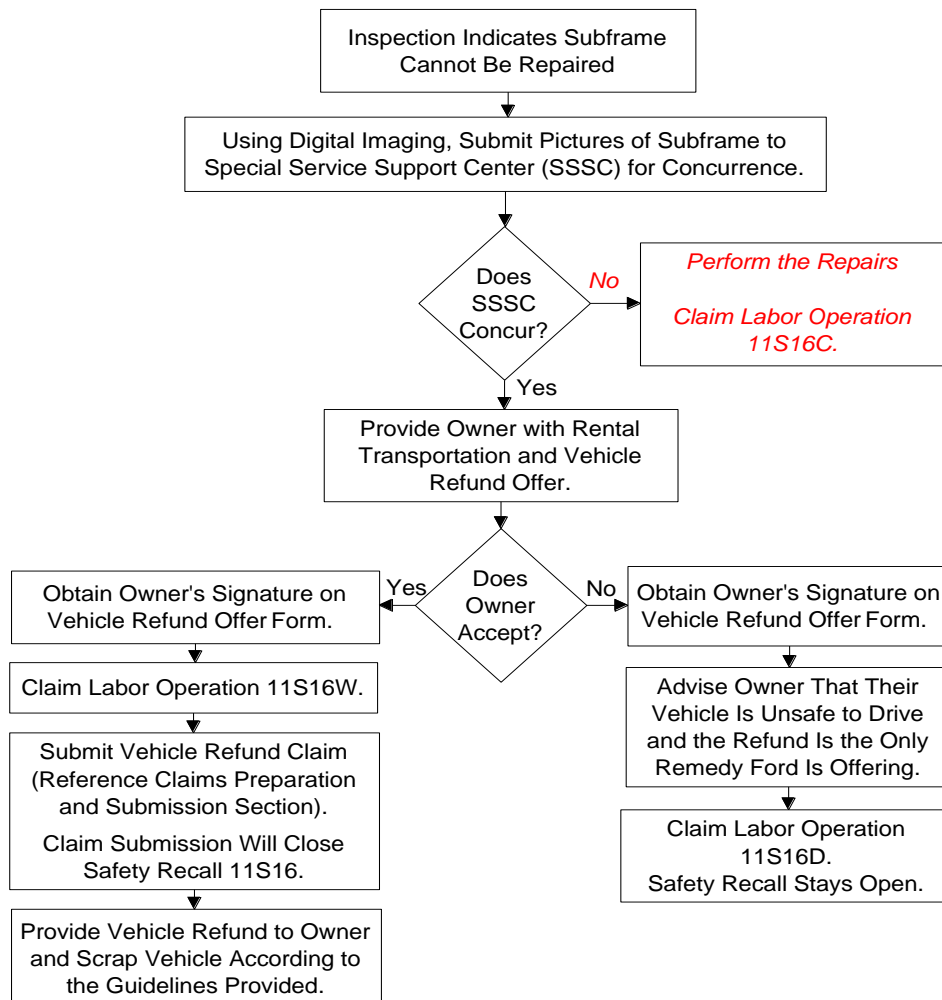 Inspection Indicates Subframe
Cannot Be Repaired
Using Digital Imaging, Submit Pictures of Subframe to
Special Service Support Center (SSSC) for Concurrence.
Does
SSSC
Concur?
No
Perform the Repairs
Claim Labor Operation
11S16C.
Yes
Provide Owner with Rental
Transportation and Vehicle
Refund Offer.
Does
Owner
Accept?
Yes
Obtain Owner's Signature on
Vehicle Refund Offer Form.
Claim Labor Operation 11S16W.
Submit Vehicle Refund Claim
(Reference Claims Preparation
and Submission Section).
Claim Submission Will Close
Safety Recall 11S16.
Provide Vehicle Refund to Owner
and Scrap Vehicle According to
the Guidelines Provided.
No
Obtain Owner's Signature on
Vehicle Refund Offer Form.
Advise Owner That Their
Vehicle Is Unsafe to Drive
and the Refund Is the Only
Remedy Ford Is Offering.
Claim Labor Operation
11S16D.
Safety Recall Stays Open.